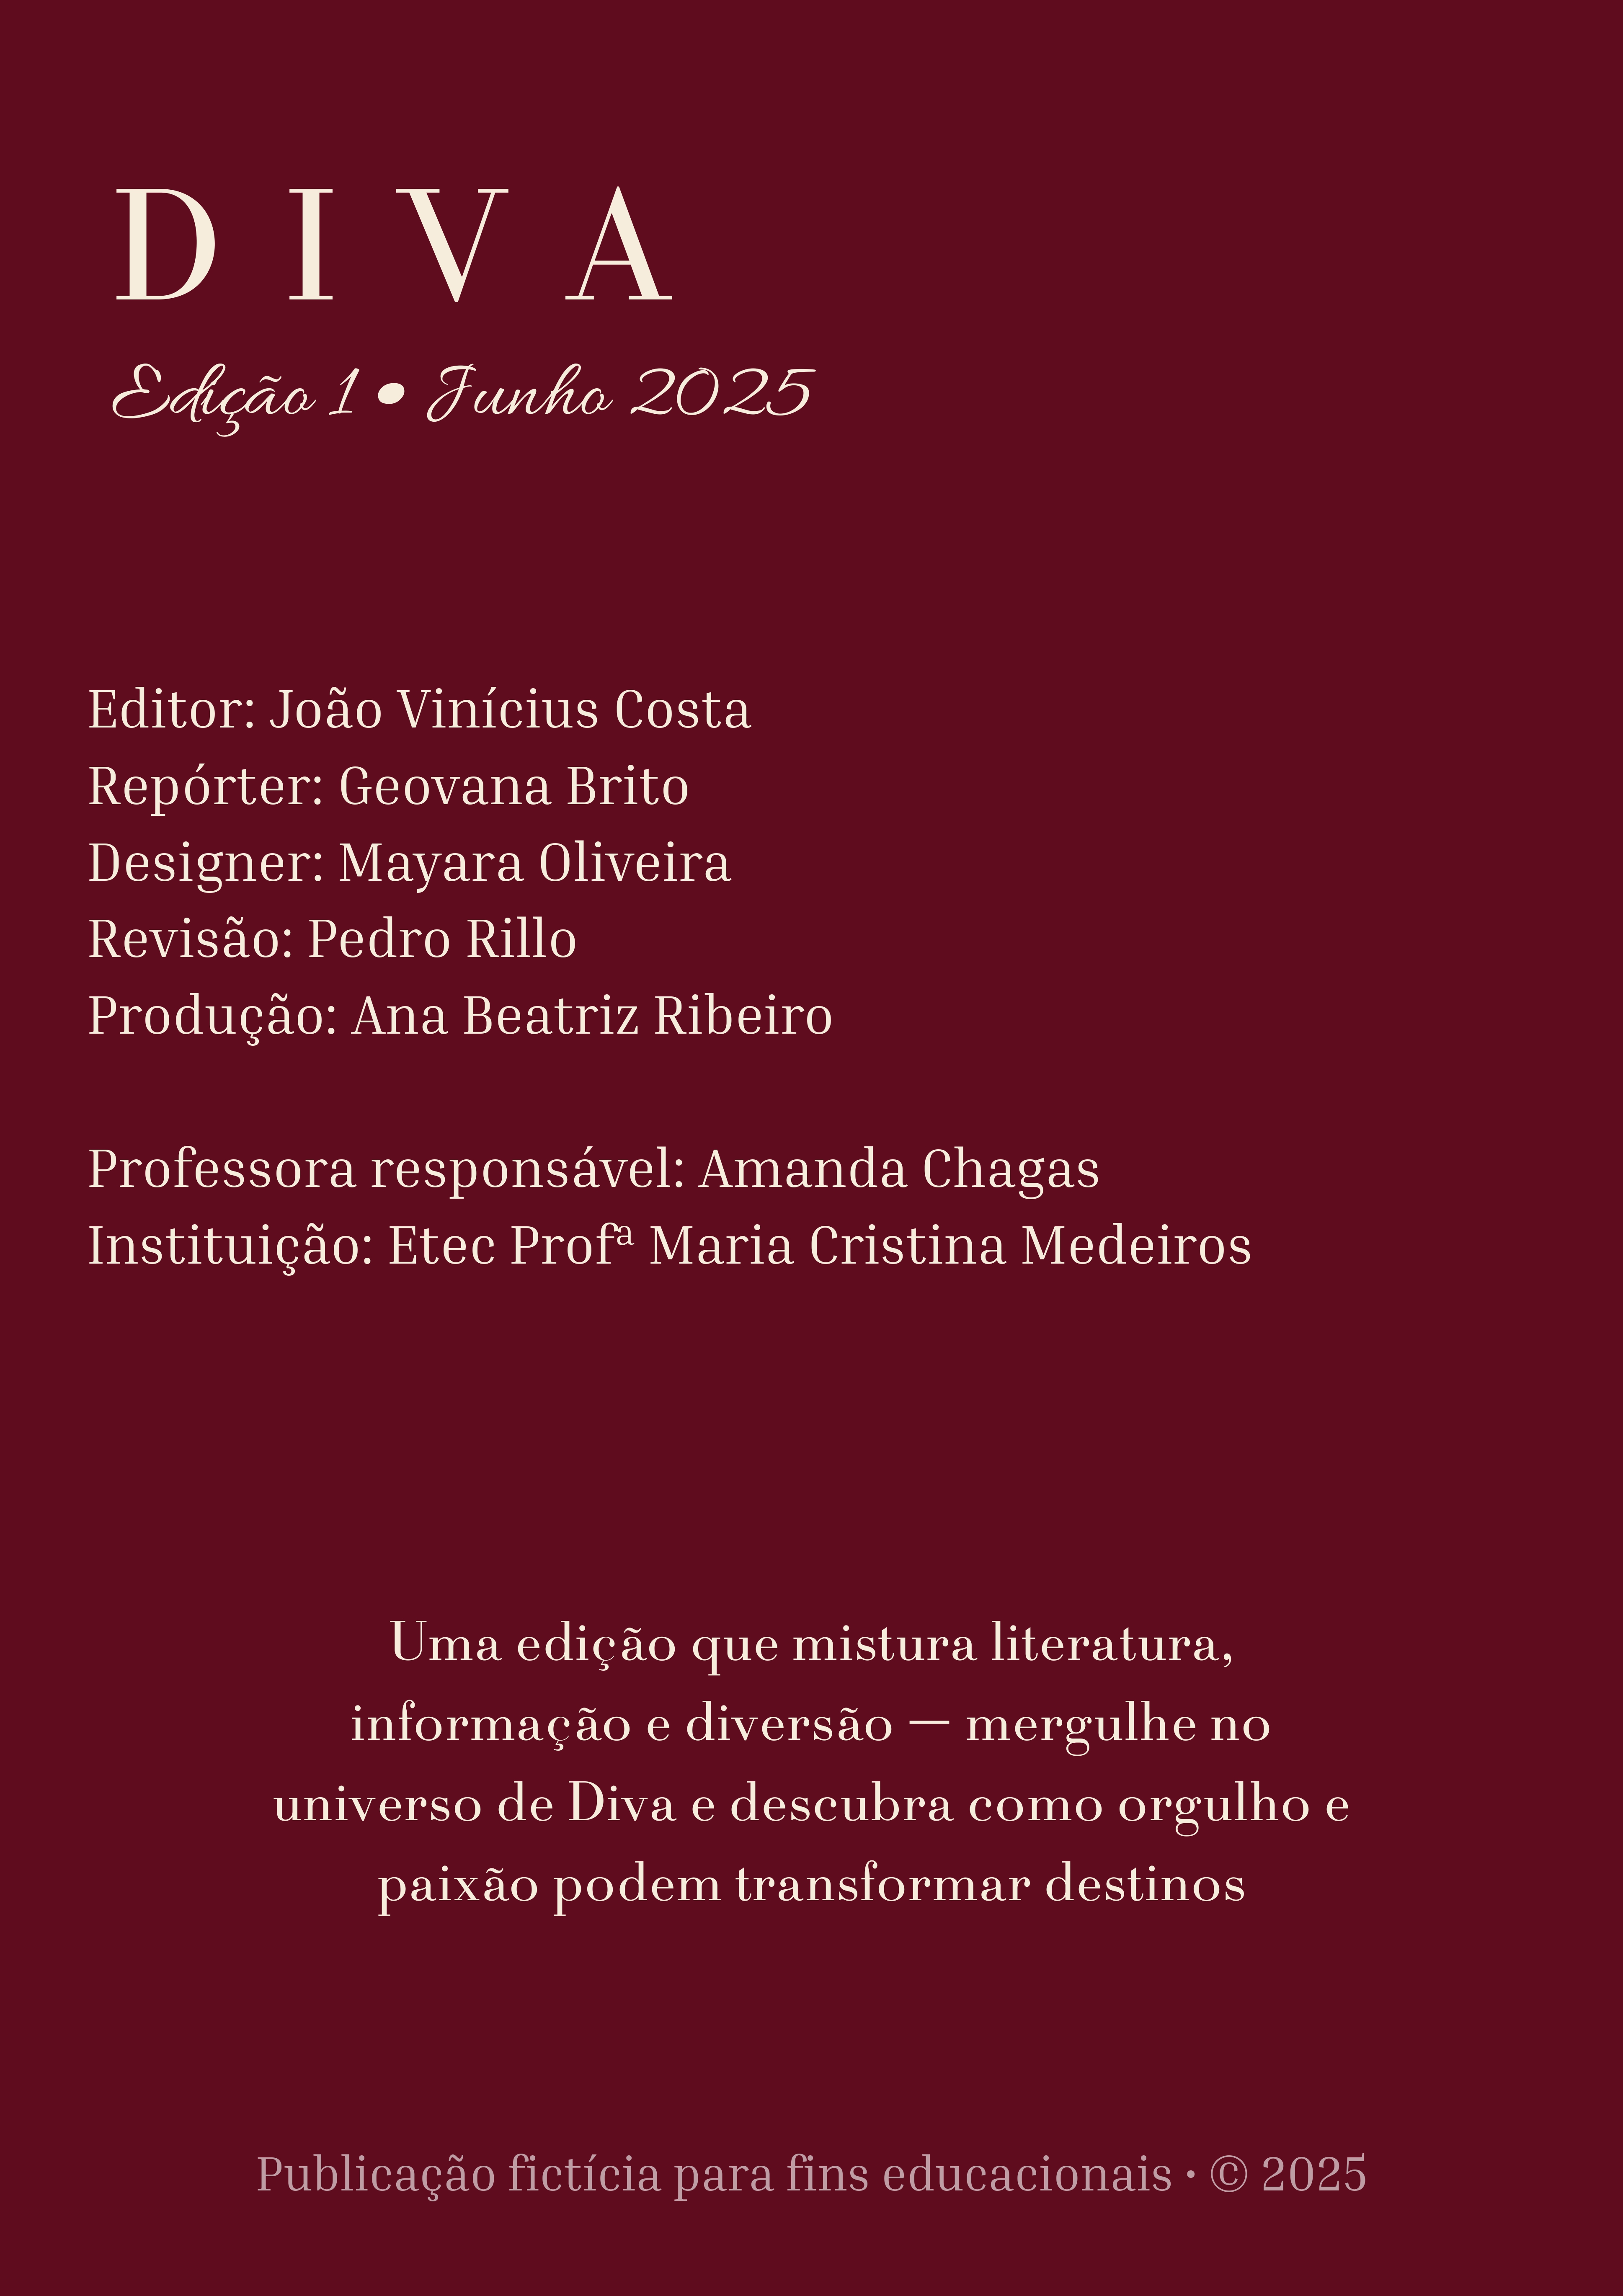 DIVA
Edição 1 • Junho 2025
Editor: João Vinícius Costa
Repórter: Geovana Brito
Designer: Mayara Oliveira
Revisão: Pedro Rillo
Produção: Ana Beatriz Ribeiro
Professora responsável: Amanda Chagas
Instituição: Etec Profª Maria Cristina Medeiros
Uma edição que mistura literatura,
informação e diversão — mergulhe no
universo de Diva e descubra como orgulho e
paixão podem transformar destinos
Publicação fictícia para fins educacionais • © 2025